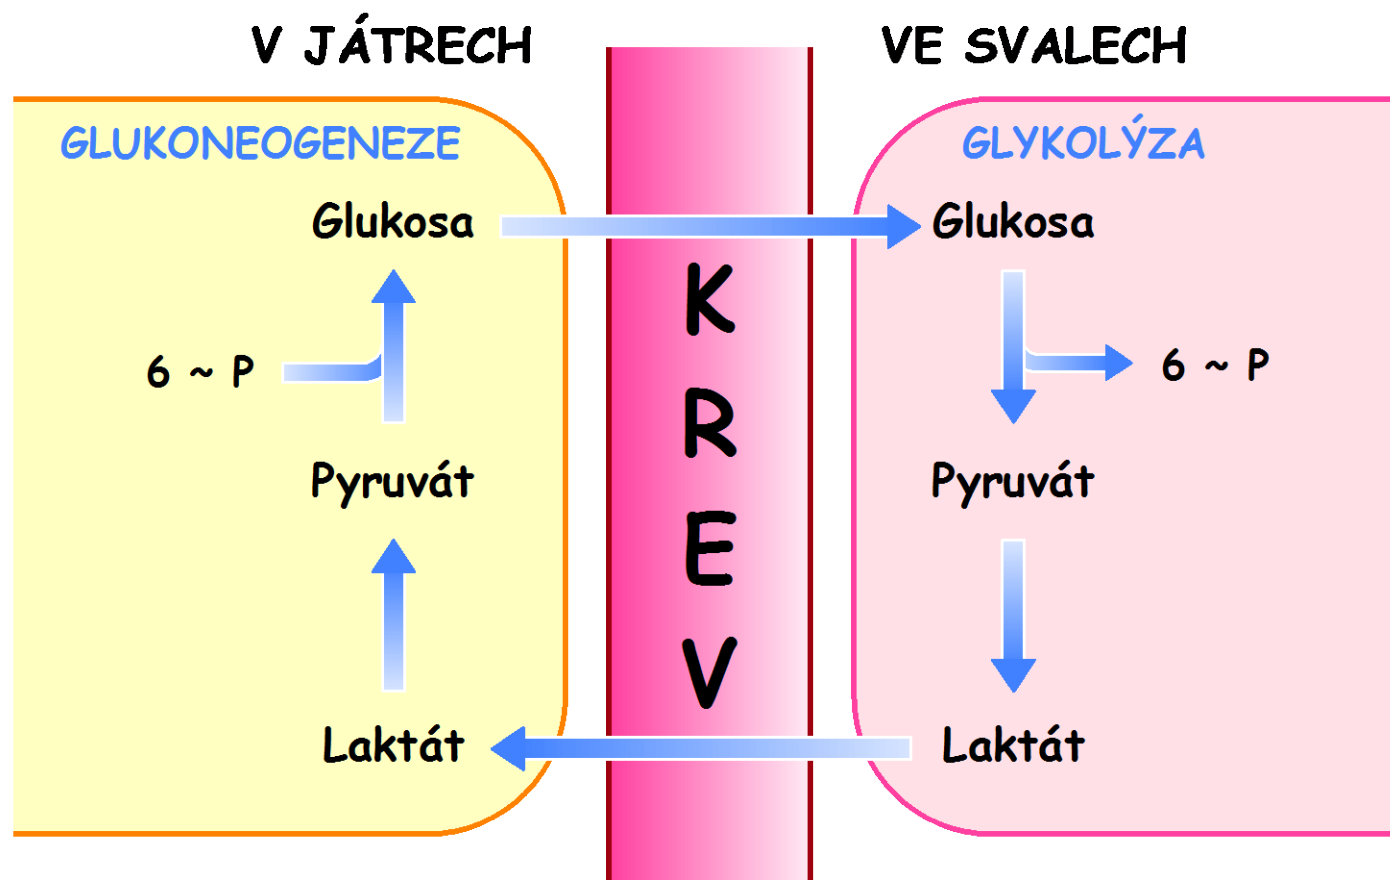 V JÁTRECH
VE SVALECH
GLUKONEOGENEZE
GLYKOLÝZA
Glukosa
Glukosa
K
R
E
V
6 ~ P
6 ~ P
Pyruvát
Pyruvát
Laktát
Laktát